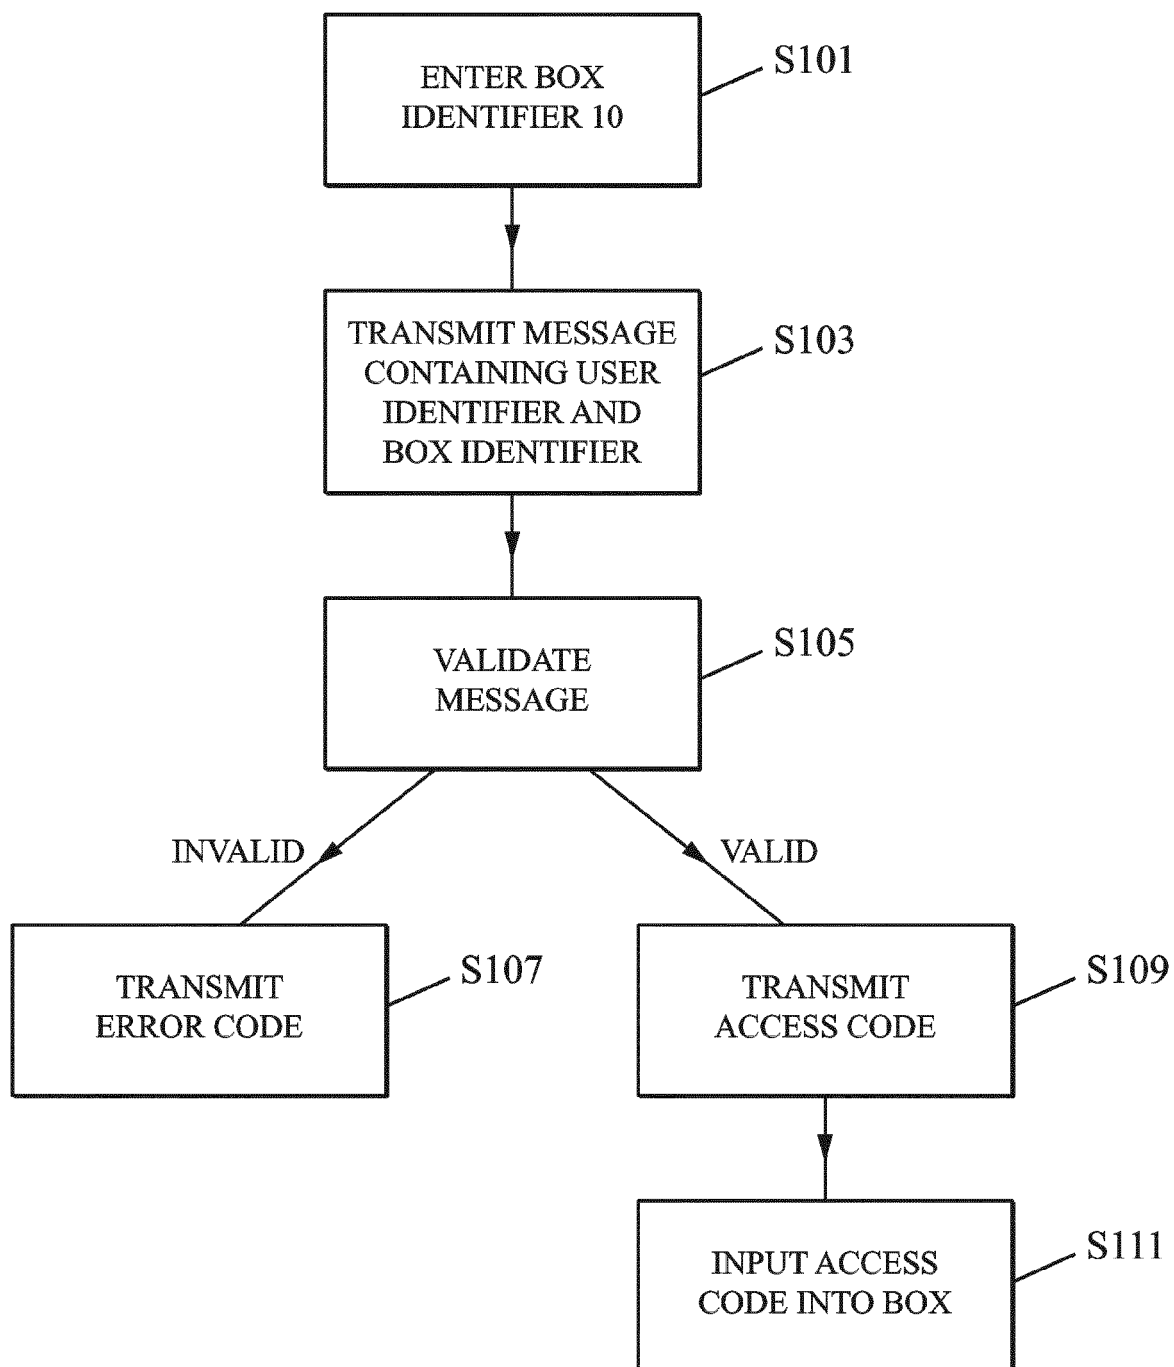 ENTER BOX
IDENTIFIER 10
S101
TRANSMIT MESSAGE
CONTAINING USER
IDENTIFIER AND
BOX IDENTIFIER
S103
VALIDATE
MESSAGE
S105
INVALID
VALID
TRANSMIT
ERROR CODE
S107
TRANSMIT
ACCESS CODE
S109
INPUT ACCESS
CODE INTO BOX
S111